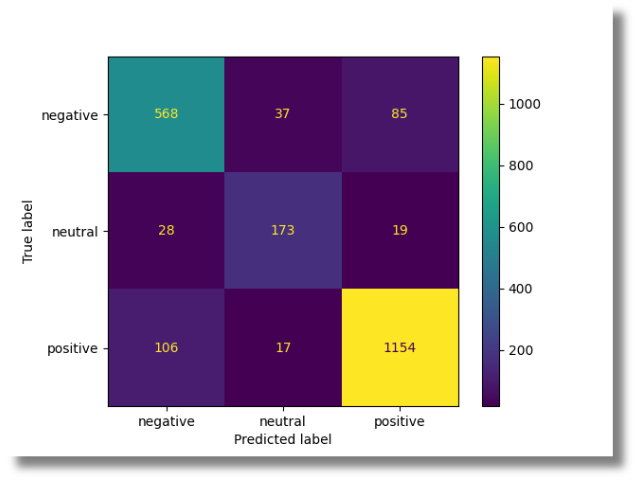 negative 568 37 85
neutral 28 173 19
positive 106 17 1154
negative neutral positive
Predicted label
True label
1000
800
600
400
200